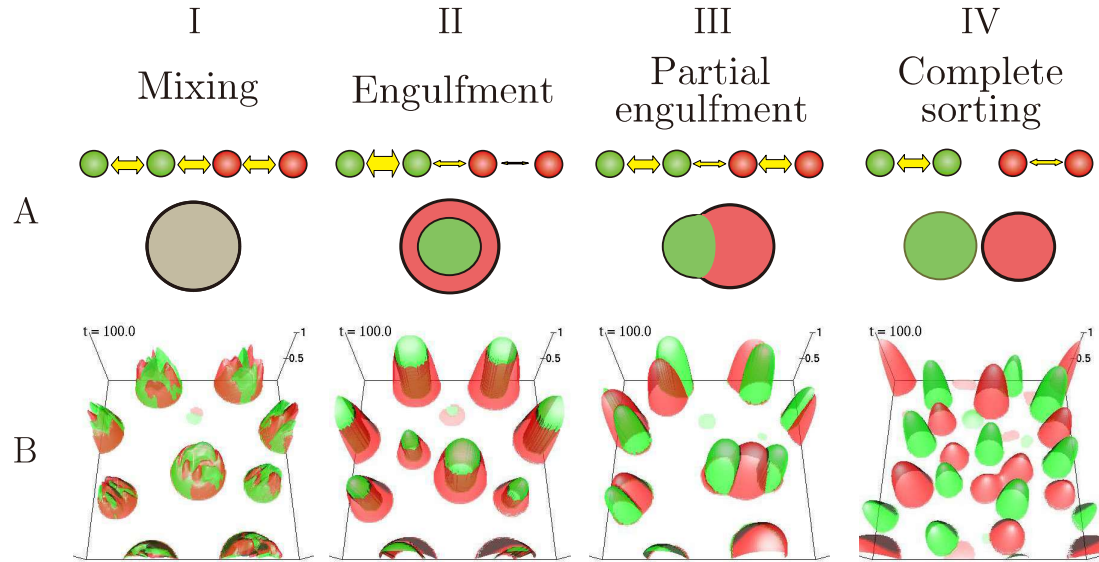 I
II
III
IV
Mixing
Engulfment
Partial
engulfment
Complete
sorting
A
t = 100.0
1
0.5
t = 100.0
1
0.5
t = 100.0
1
0.5
t = 100.0
1
0.5
B